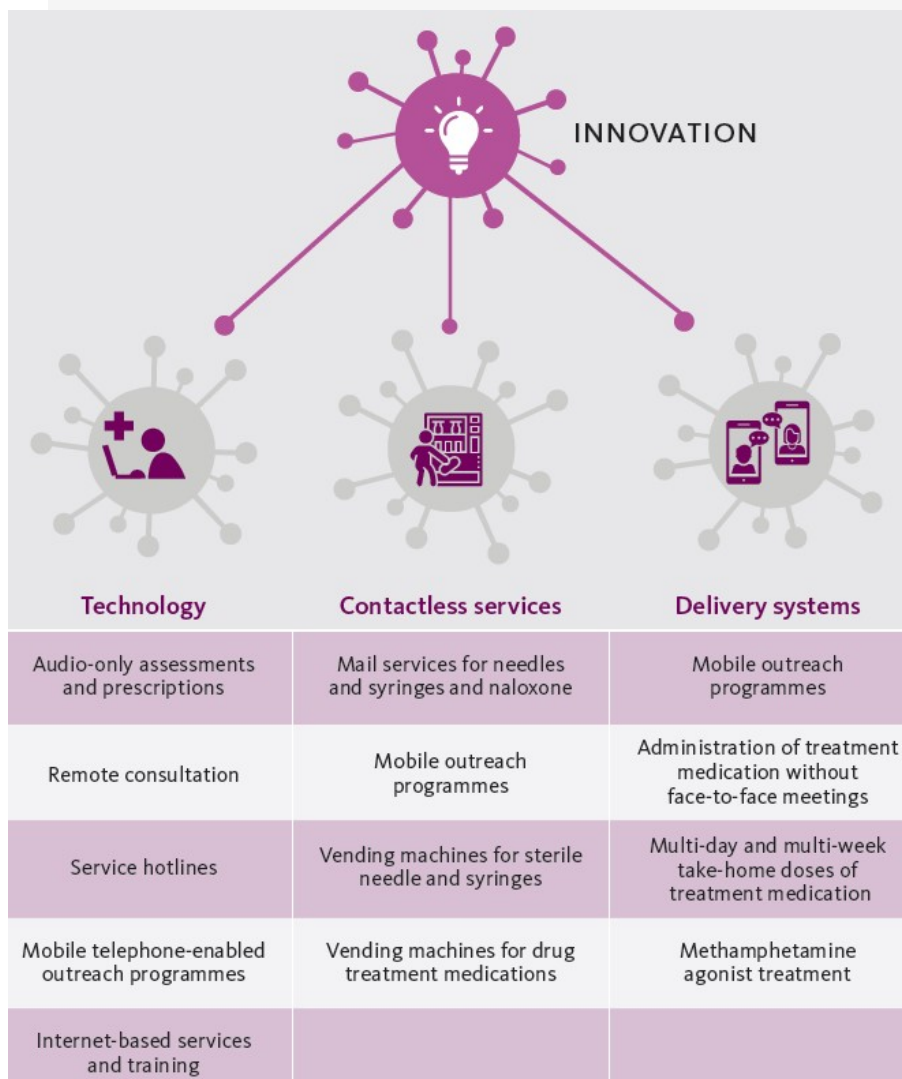 INNOVATION
Technology
Audio-only assessments
and prescriptions
Remote consultation
Service hotlines
Mobile telephone-enabled
outreach programmes
Internet-based services
and training
Contactless services
Mail services for needles
and syringes and naloxone
Mobile outreach
programmes
Vending machines for sterile
needle and syringes
Vending machines for drug
treatment medications
Delivery systems
Mobile outreach
programmes
Administration of treatment
medication without
face-to-face meetings
Multi-day and multi-week
take-home doses of
treatment medication
Methamphetamine
agonist treatment